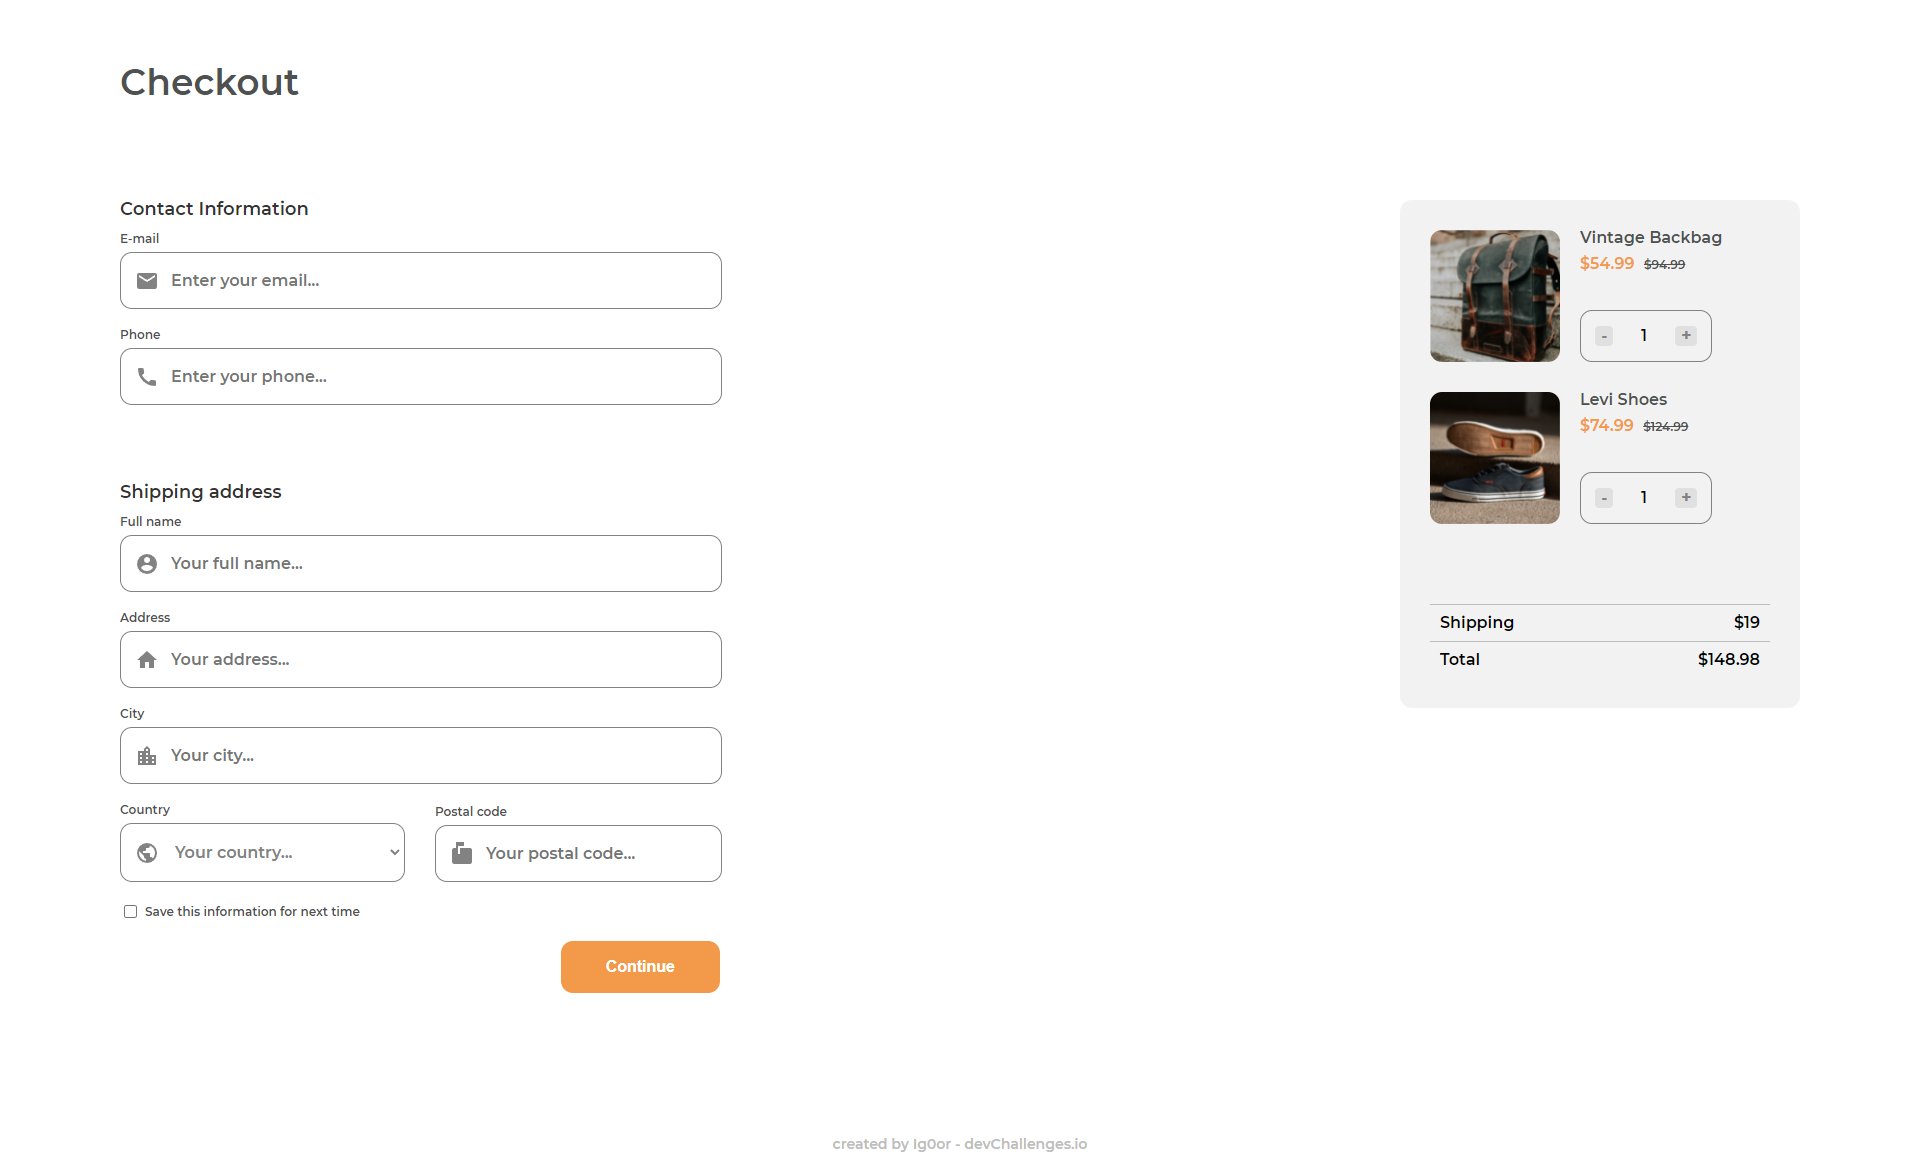 Checkout
Contact Information
E-mail
Enter your email...
Phone
Enter your phone...
Shipping address
Full name
Your full name...
Address
Your address...
City
Your city...
Country
Your country...
Postal code
Your postal code...
Save this information for next time
Continue
Vintage Backbag
$54.99 $94.99
- 1 +
Levi Shoes
$74.99 $124.99
- 1 +
Shipping $19
Total $148.98
created by Ig0or - devChallenges.io